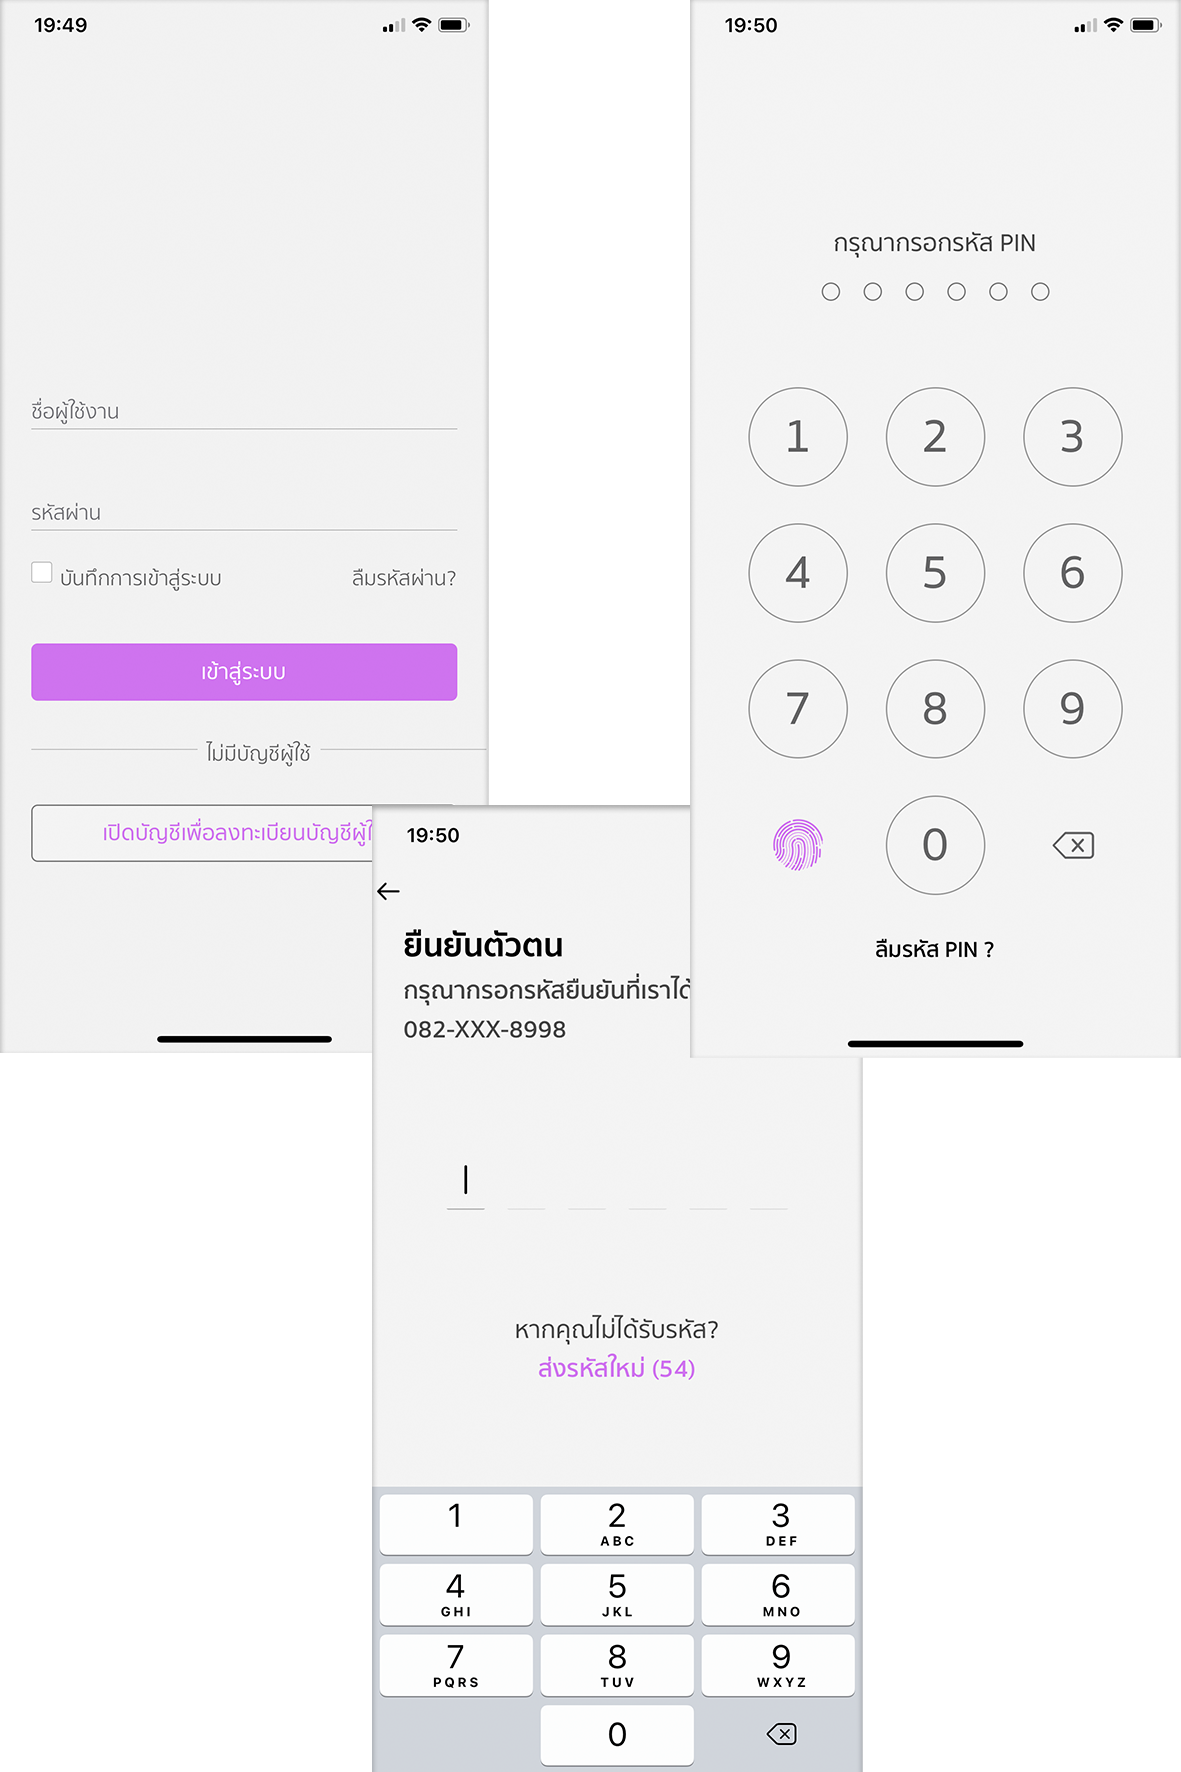 19:49
ชื่อผู้ใช้งาน
รหัสผ่าน
บันทึกการเข้าสู่ระบบ ลืมรหัสผ่าน?
เข้าสู่ระบบ
ไม่มีบัญชีผู้ใช้
เปิดบัญชีเพื่อลงทะเบียนบัญชีผู้ใ
19:50
กรุณากรอกรหัส PIN
1 2 3
4 5 6
7 8 9
0
ลืมรหัส PIN ?
19:50
ยืนยันตัวตน
กรุณากรอกรหัสยืนยันที่เราได้
082-XXX-8998
หากคุณไม่ได้รับรหัส?
ส่งรหัสใหม่ (54)
1 2 3
ABC DEF
4 5 6
GHI JKL MNO
7 8 9
PQRS TUV WXYZ
0